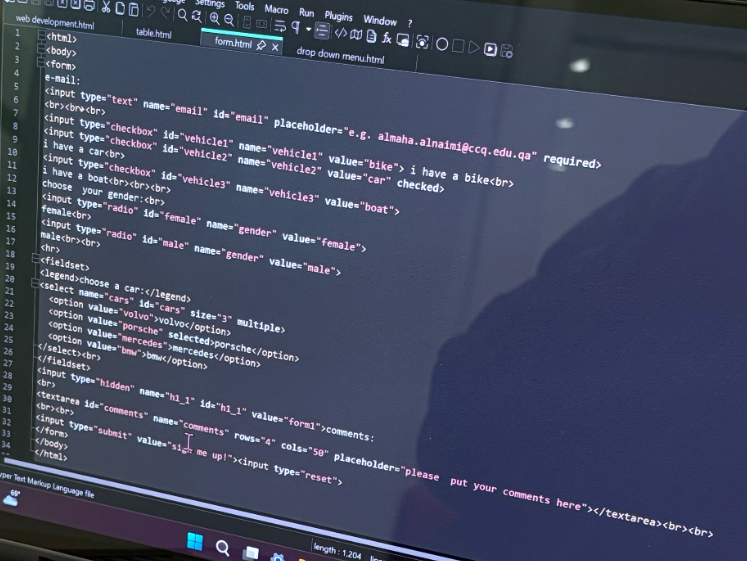 Settings Tools Macro Run Plugins Window ?
web development.html table.html form.html drop down menu.html
1 <html>
2 <body>
3 <form>
4 e-mail:
5 <input type="text" name="email" id="email" placeholder="e.g. almaha.alnaimi@ccq.edu.qa" required>
6 <br><br><br>
7 <input type="checkbox" id="vehicle1" name="vehicle1" value="bike"> i have a bike<br>
8 <input type="checkbox" id="vehicle2" name="vehicle2" value="car" checked>
9 i have a car<br>
10 <input type="checkbox" id="vehicle3" name="vehicle3" value="boat">
11 i have a boat<br><br><br>
12 choose your gender:<br>
13 <input type="radio" id="female" name="gender" value="female">
14 female<br>
15 <input type="radio" id="male" name="gender" value="male">
16 male<br><br>
17 <hr>
18 <fieldset>
19 <legend>choose a car:</legend>
20 <select name="cars" id="cars" size="3" multiple>
21 <option value="volvo">volvo</option>
22 <option value="porsche" selected>porsche</option>
23 <option value="mercedes">mercedes</option>
24 <option value="bmw">bmw</option>
25 </select><br>
26 </fieldset>
27 <input type="hidden" name="h1_1" id="h1_1" value="form1">comments:
28 <br>
29 <textarea id="comments" name="comments" rows="4" cols="50" placeholder="please put your comments here"></textarea><br><br>
30 <br><br>
31 <input type="submit" value="sign me up!"><input type="reset">
32 </form>
33 </body>
34 </html>
yper Text Markup Language file
length : 1,204
69°